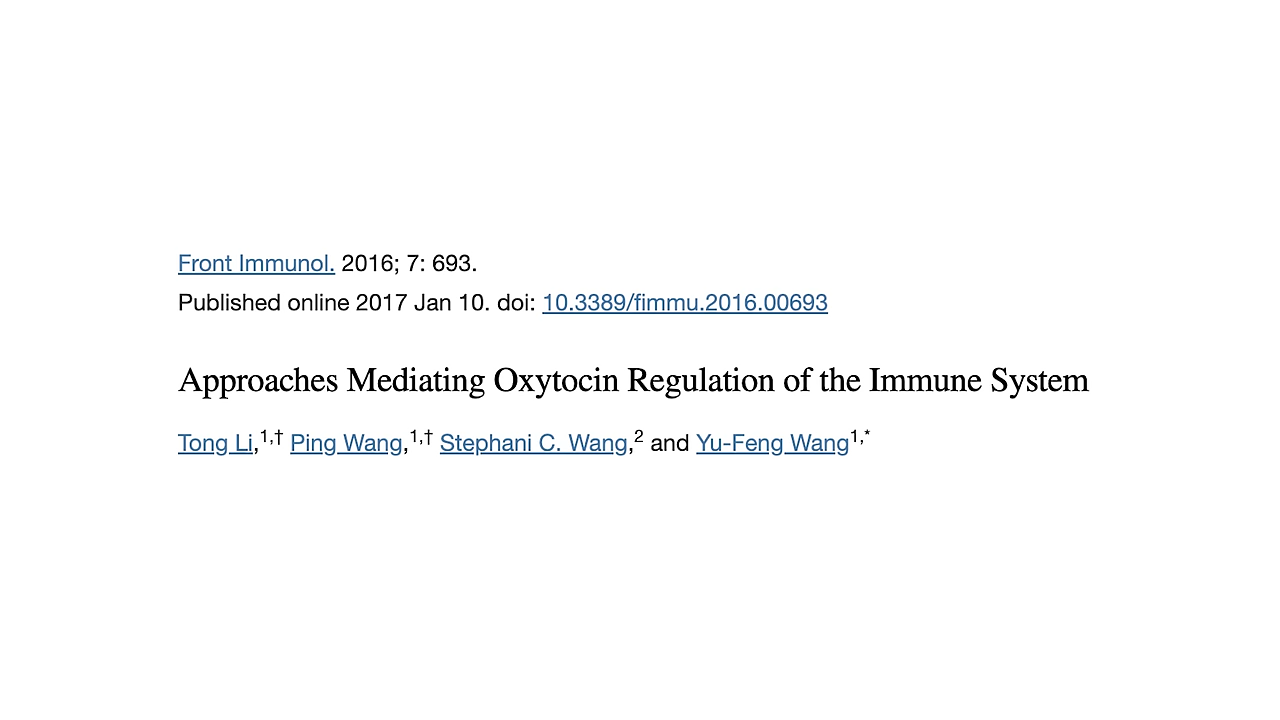 Front Immunol. 2016; 7: 693.
Published online 2017 Jan 10. doi: 10.3389/fimmu.2016.00693
Approaches Mediating Oxytocin Regulation of the Immune System
Tong Li,1,† Ping Wang,1,† Stephani C. Wang,2 and Yu-Feng Wang1,*